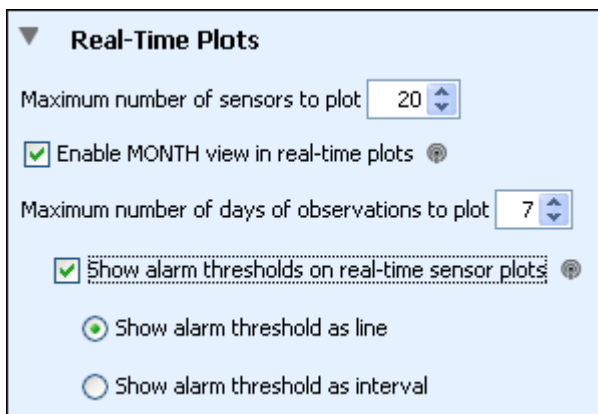 Real-Time Plots
Maximum number of sensors to plot 20
Enable MONTH view in real-time plots
Maximum number of days of observations to plot 7
Show alarm thresholds on real-time sensor plots
Show alarm threshold as line
Show alarm threshold as interval